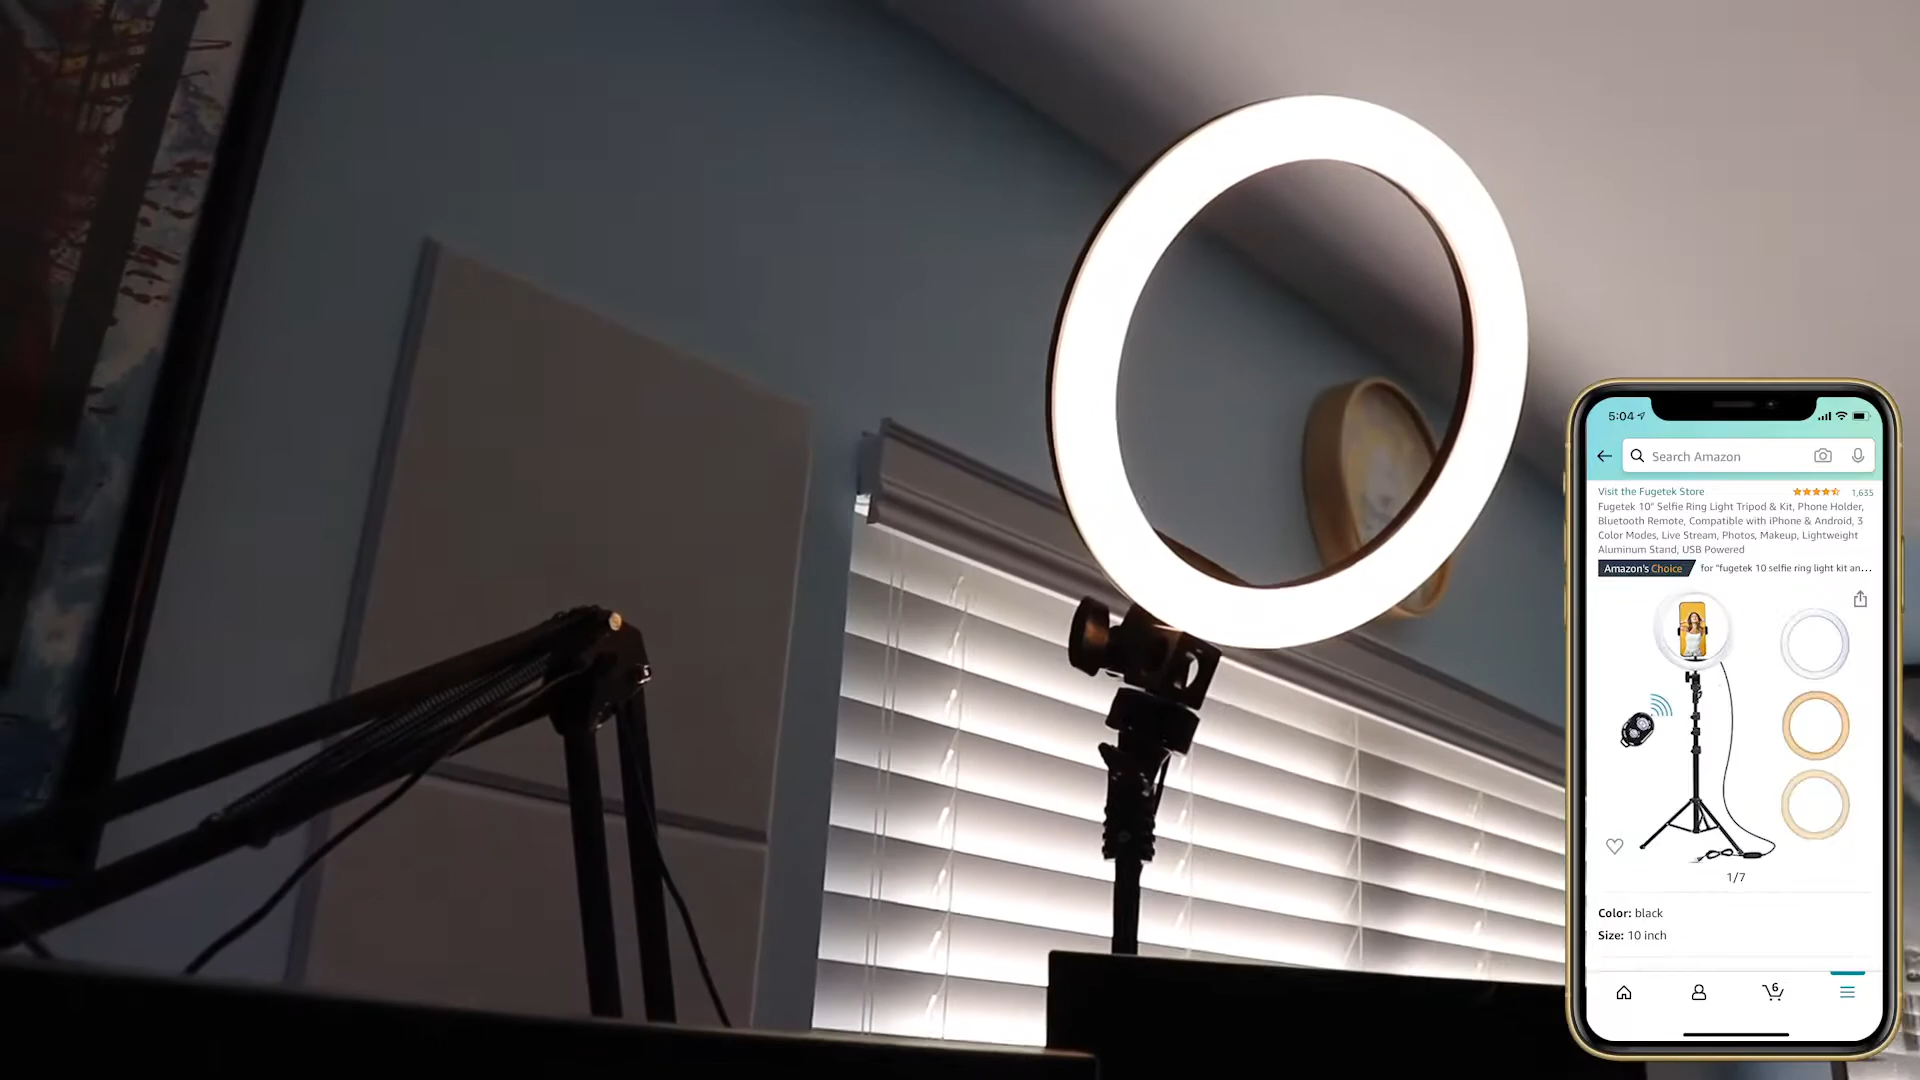 5:04
Search Amazon
Visit the Fugetek Store
1,635
Fugetek 10" Selfie Ring Light Tripod & Kit, Phone Holder,
Bluetooth Remote, Compatible with iPhone & Android, 3
Color Modes, Live Stream, Photos, Makeup, Lightweight
Aluminum Stand, USB Powered
Amazon's Choice for "fugetek 10 selfie ring light kit an...
1/7
Color: black
Size: 10 inch
6